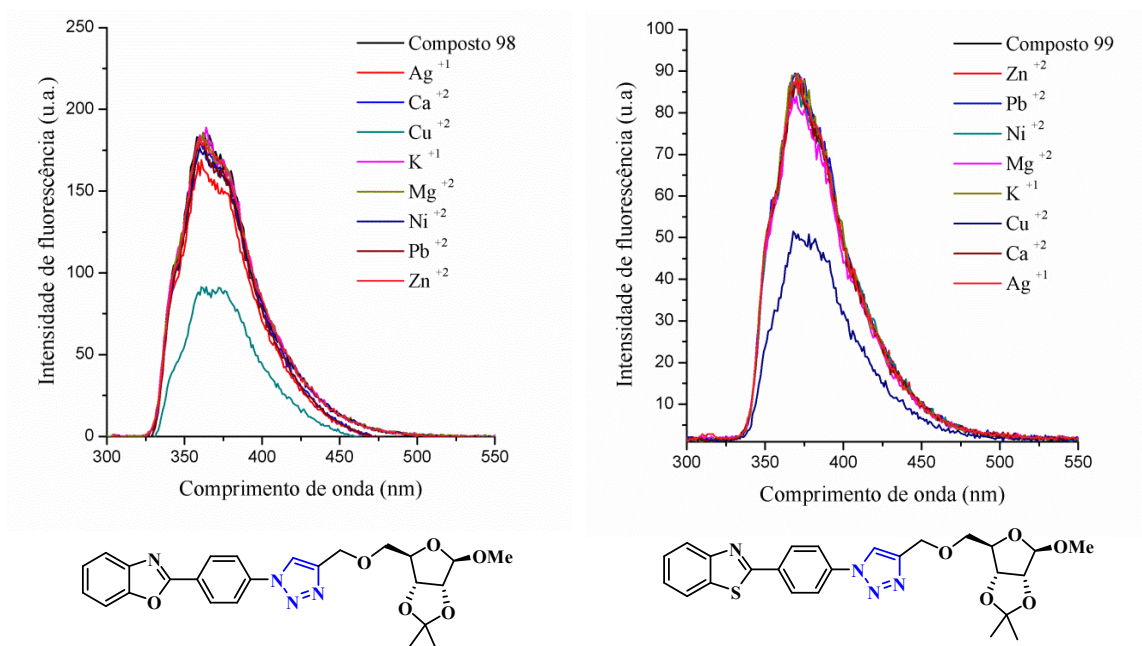 250
200
150
100
50
0
300 350 400 450 500 550
Intensidade de fluorescência (u.a.)
Comprimento de onda (nm)
Composto 98
Ag +1
Ca +2
Cu +2
K +1
Mg +2
Ni +2
Pb +2
Zn +2
100
90
80
70
60
50
40
30
20
10
300 350 400 450 500 550
Intensidade de fluorescência (u.a)
Comprimento de onda (nm)
Composto 99
Zn +2
Pb +2
Ni +2
Mg +2
K +1
Cu +2
Ca +2
Ag +1
N
O
N
N
N
O
O
OMe
O
O
N
S
N
N
N
O
O
OMe
O
O